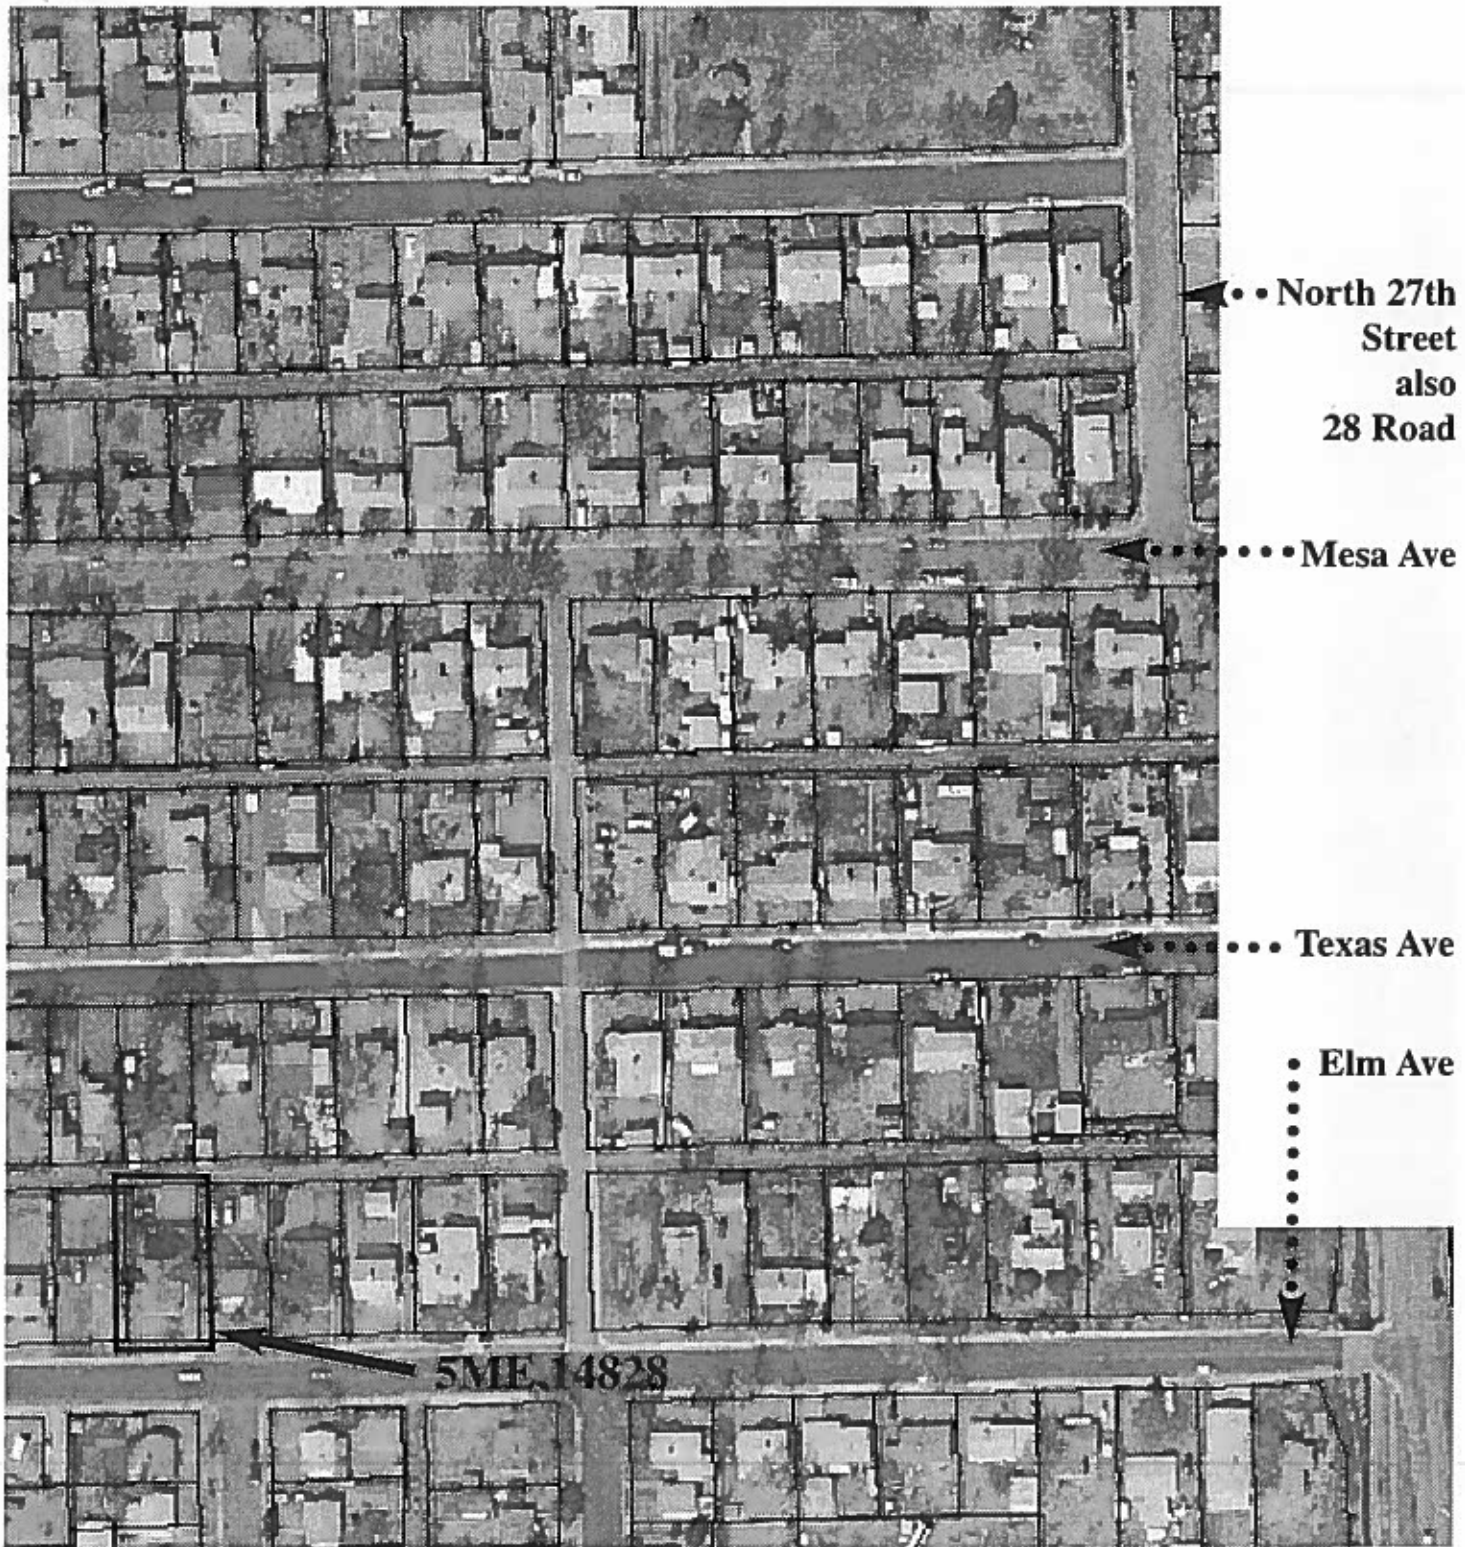 North 27th
Street
also
28 Road
Mesa Ave
Texas Ave
Elm Ave
5ME.14828